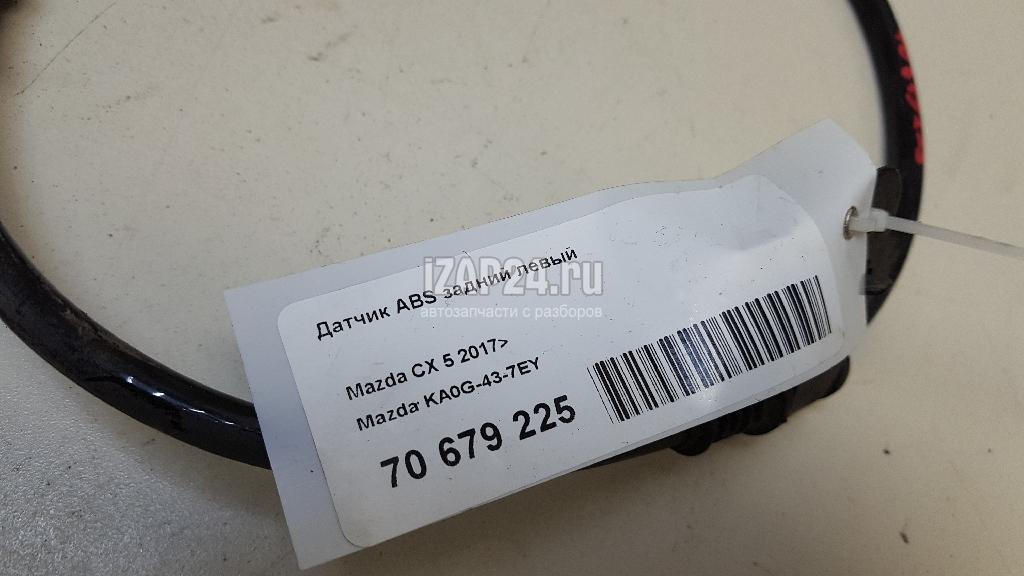 Датчик ABS задний левый
Mazda CX 5 2017>
Mazda KA0G-43-7EY
70 679 225
iZAP24.ru
автозапчасти с разборов